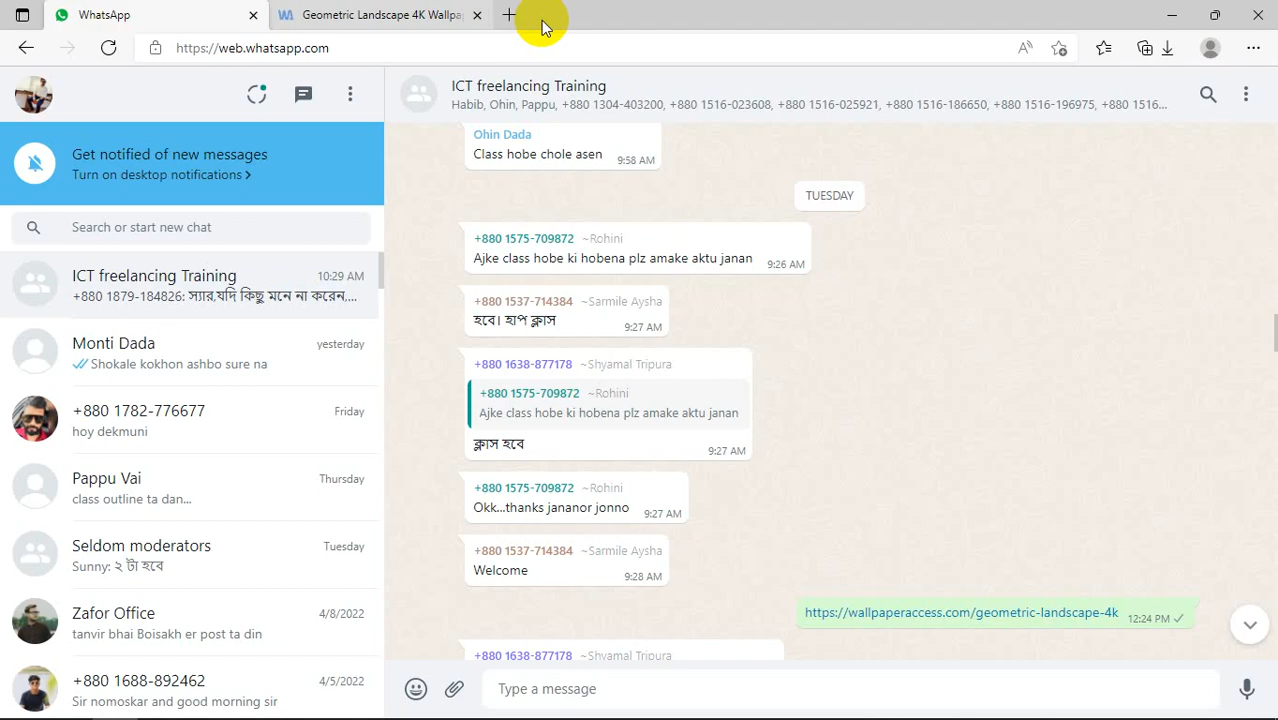 WhatsApp
Geometric Landscape 4K Wallpa
https://web.whatsapp.com
ICT freelancing Training
Habib, Ohin, Pappu, +880 1304-403200, +880 1516-023608, +880 1516-025921, +880 1516-186650, +880 1516-196975, +880 1516...
Get notified of new messages
Turn on desktop notifications >
Search or start new chat
ICT freelancing Training 10:29 AM
+880 1879-184826: স্যার,যদি কিছু মনে না করেন,...
Monti Dada yesterday
Shokale kokhon ashbo sure na
+880 1782-776677 Friday
hoy dekmuni
Pappu Vai Thursday
class outline ta dan...
Seldom moderators Tuesday
Sunny: ২ টা হবে
Zafor Office 4/8/2022
tanvir bhai Boisakh er post ta din
+880 1688-892462 4/5/2022
Sir nomoskar and good morning sir
Ohin Dada
Class hobe chole asen 9:58 AM
TUESDAY
+880 1575-709872 ~Rohini
Ajke class hobe ki hobena plz amake aktu janan 9:26 AM
+880 1537-714384 ~Sarmile Aysha
হবে। হাপ ক্লাস 9:27 AM
+880 1638-877178 ~Shyamal Tripura
+880 1575-709872 ~Rohini
Ajke class hobe ki hobena plz amake aktu janan
ক্লাস হবে 9:27 AM
+880 1575-709872 ~Rohini
Okk...thanks jananor jonno 9:27 AM
+880 1537-714384 ~Sarmile Aysha
Welcome 9:28 AM
https://wallpaperaccess.com/geometric-landscape-4k 12:24 PM
+880 1638-877178 ~Shyamal Tripura
Type a message